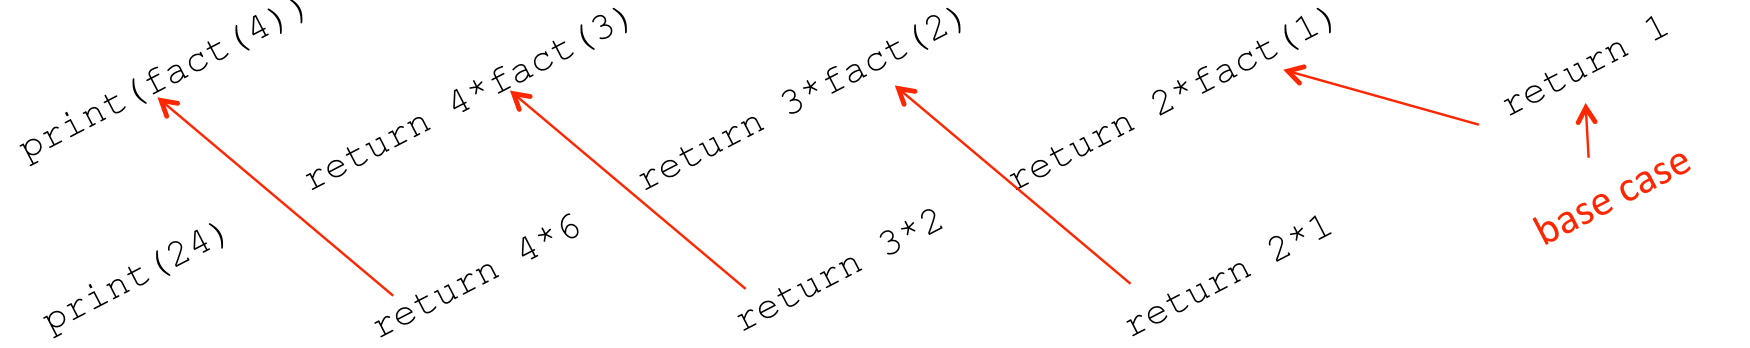 print(fact(4))
return 4*fact(3)
return 3*fact(2)
return 2*fact(1)
return 1
base case
print(24)
return 4*6
return 3*2
return 2*1